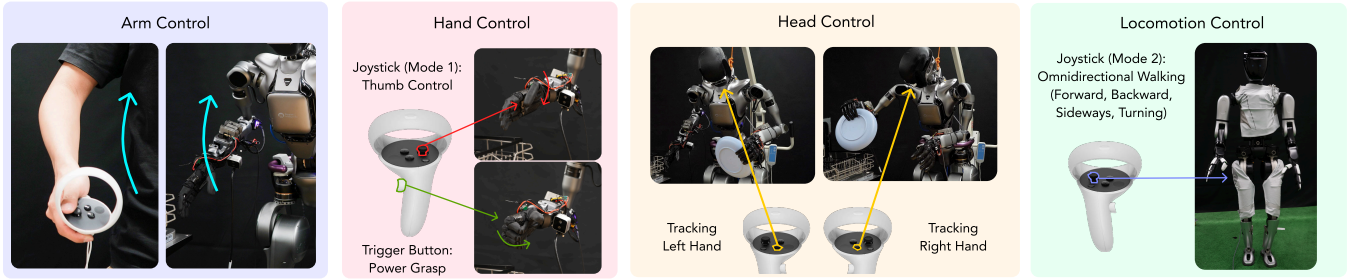 Arm Control
Hand Control
Joystick (Mode 1):
Thumb Control
Trigger Button:
Power Grasp
Head Control
Tracking
Left Hand
Tracking
Right Hand
Locomotion Control
Joystick (Mode 2):
Omnidirectional Walking
(Forward, Backward,
Sideways, Turning)